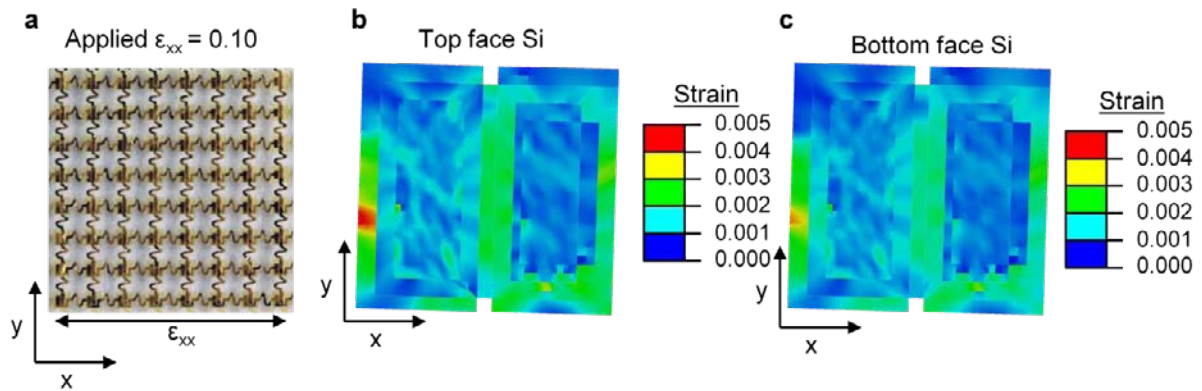 a
Applied εxx = 0.10
y
εxx
x
b
Top face Si
Strain
0.005
0.004
0.003
0.002
0.001
0.000
y
x
c
Bottom face Si
Strain
0.005
0.004
0.003
0.002
0.001
0.000
y
x